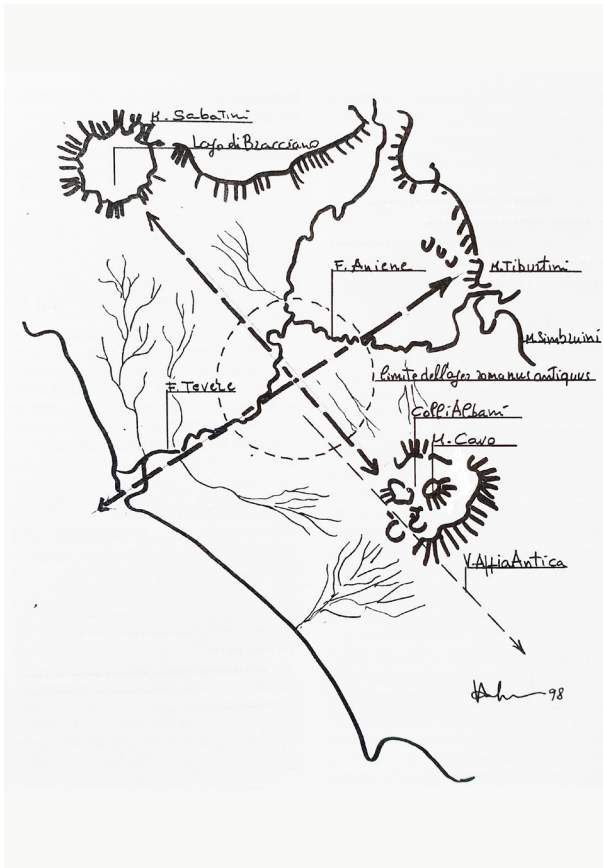 M. Sabatini
Lago di Bracciano
F. Aniene
M. Tiburtini
M. Simbruini
limite dell'ager romanus antiquus
F. Tevere
Colli Albani
M. Cavo
V. Appia Antica
98